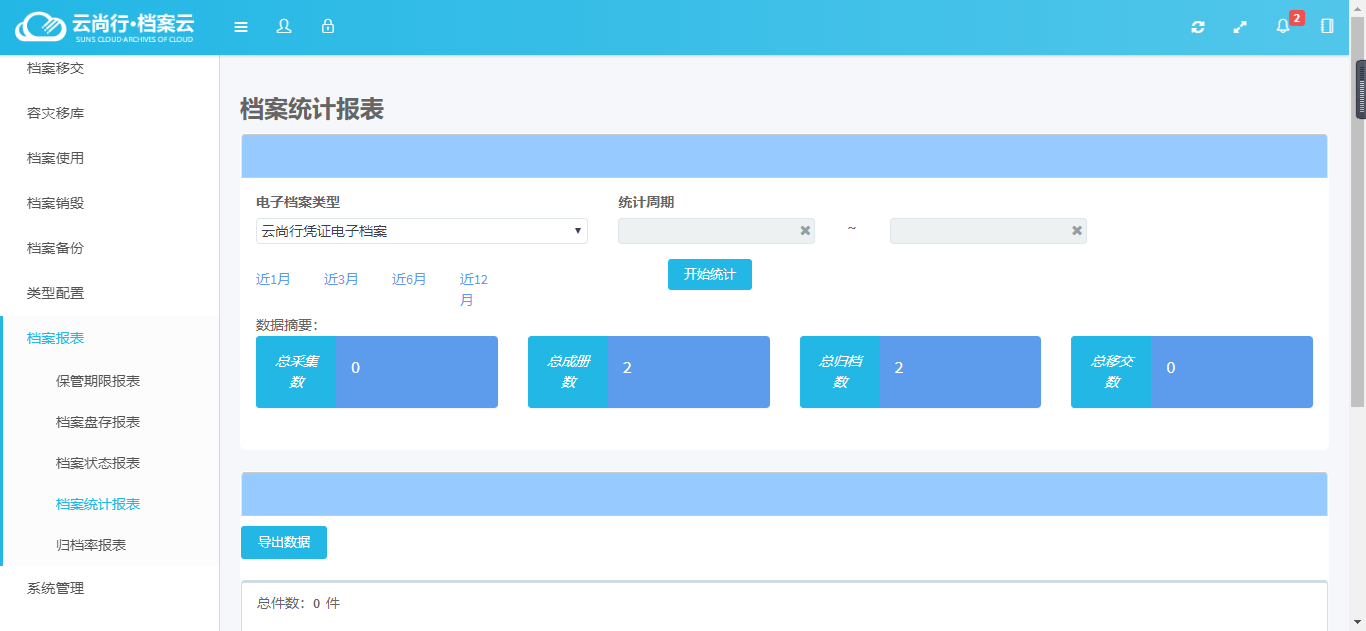 云尚行·档案云
SUNS CLOUD-ARCHIVES OF CLOUD
2
档案移交
容灾移库
档案使用
档案销毁
档案备份
类型配置
档案报表
保管期限报表
档案盘存报表
档案状态报表
档案统计报表
归档率报表
系统管理
档案统计报表
电子档案类型
统计周期
云尚行凭证电子档案
~
近1月
近3月
近6月
近12
月
开始统计
数据摘要：
总采集
数
0
总成册
数
2
总归档
数
2
总移交
数
0
导出数据
总件数：0 件